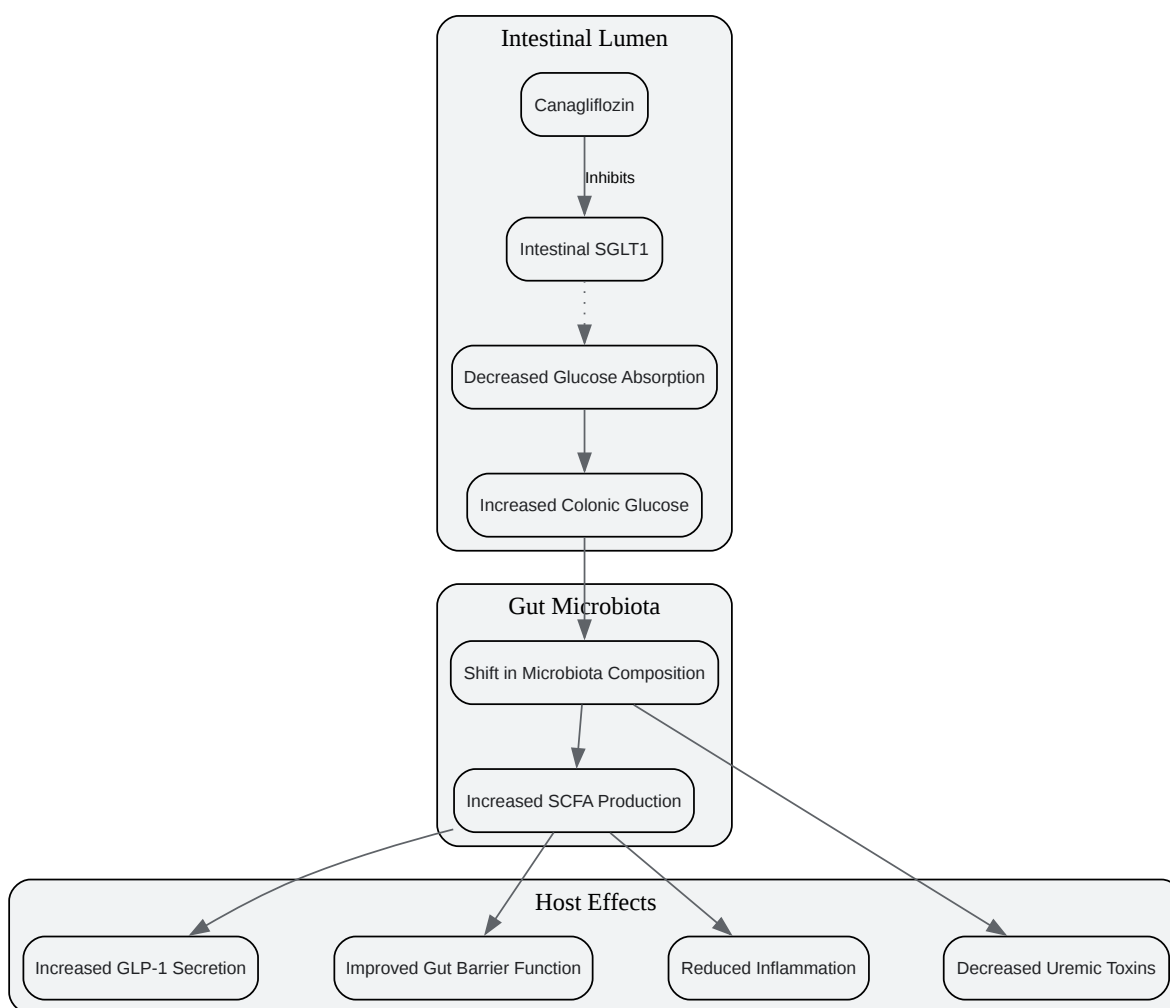 Intestinal Lumen
Canagliflozin
Inhibits
Intestinal SGLT1
Decreased Glucose Absorption
Increased Colonic Glucose
Gut Microbiota
Shift in Microbiota Composition
Increased SCFA Production
Host Effects
Increased GLP-1 Secretion
Improved Gut Barrier Function
Reduced Inflammation
Decreased Uremic Toxins